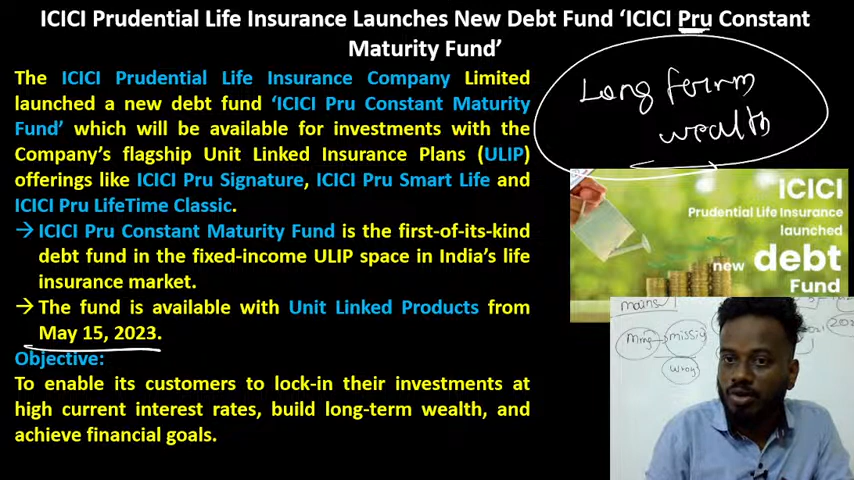 ICICI Prudential Life Insurance Launches New Debt Fund ‘ICICI Pru Constant
Maturity Fund’
The ICICI Prudential Life Insurance Company Limited
launched a new debt fund ‘ICICI Pru Constant Maturity
Fund’ which will be available for investments with the
Company’s flagship Unit Linked Insurance Plans (ULIP)
offerings like ICICI Pru Signature, ICICI Pru Smart Life and
ICICI Pru LifeTime Classic.
→ ICICI Pru Constant Maturity Fund is the first-of-its-kind
debt fund in the fixed-income ULIP space in India’s life
insurance market.
→ The fund is available with Unit Linked Products from
May 15, 2023.
Objective:
To enable its customers to lock-in their investments at
high current interest rates, build long-term wealth, and
achieve financial goals.
Long term
wealth
ICICI
Prudential Life Insurance
launched
new debt
Fund
mains